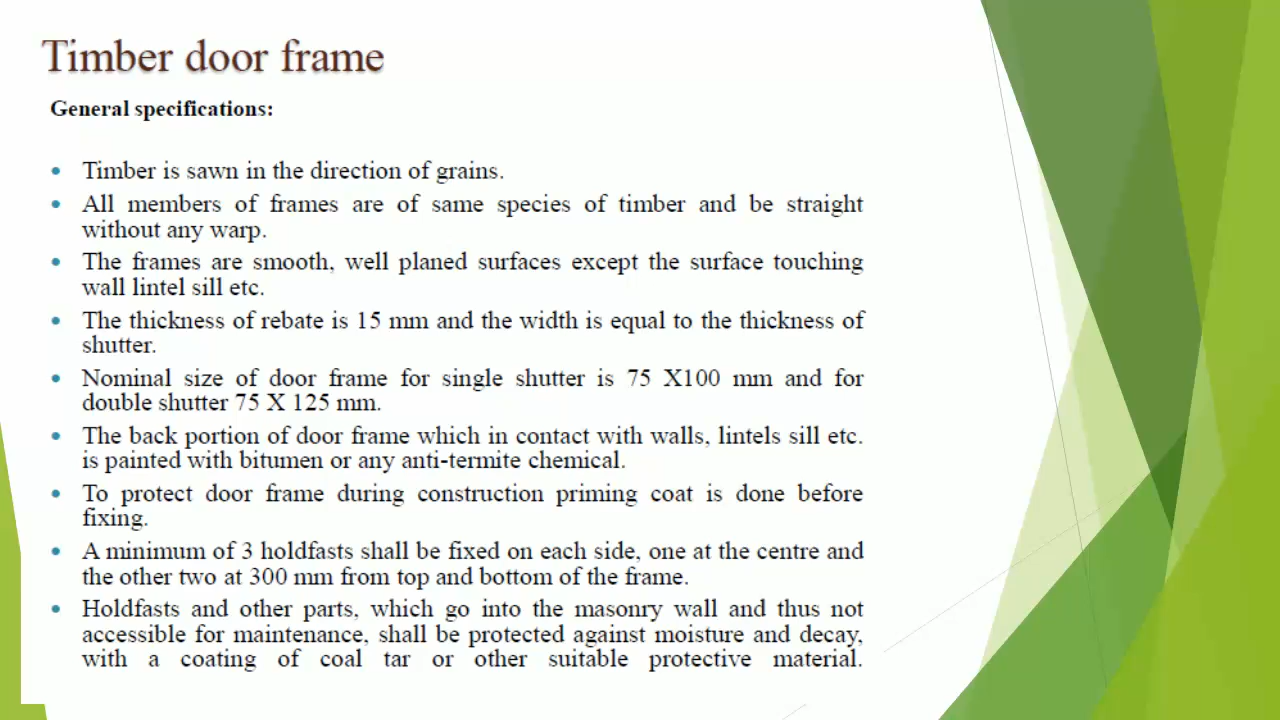 Timber door frame
General specifications:
• Timber is sawn in the direction of grains.
• All members of frames are of same species of timber and be straight
without any warp.
• The frames are smooth, well planed surfaces except the surface touching
wall lintel sill etc.
• The thickness of rebate is 15 mm and the width is equal to the thickness of
shutter.
• Nominal size of door frame for single shutter is 75 X100 mm and for
double shutter 75 X 125 mm.
• The back portion of door frame which in contact with walls, lintels sill etc.
is painted with bitumen or any anti-termite chemical.
• To protect door frame during construction priming coat is done before
fixing.
• A minimum of 3 holdfasts shall be fixed on each side, one at the centre and
the other two at 300 mm from top and bottom of the frame.
• Holdfasts and other parts, which go into the masonry wall and thus not
accessible for maintenance, shall be protected against moisture and decay,
with a coating of coal tar or other suitable protective material.